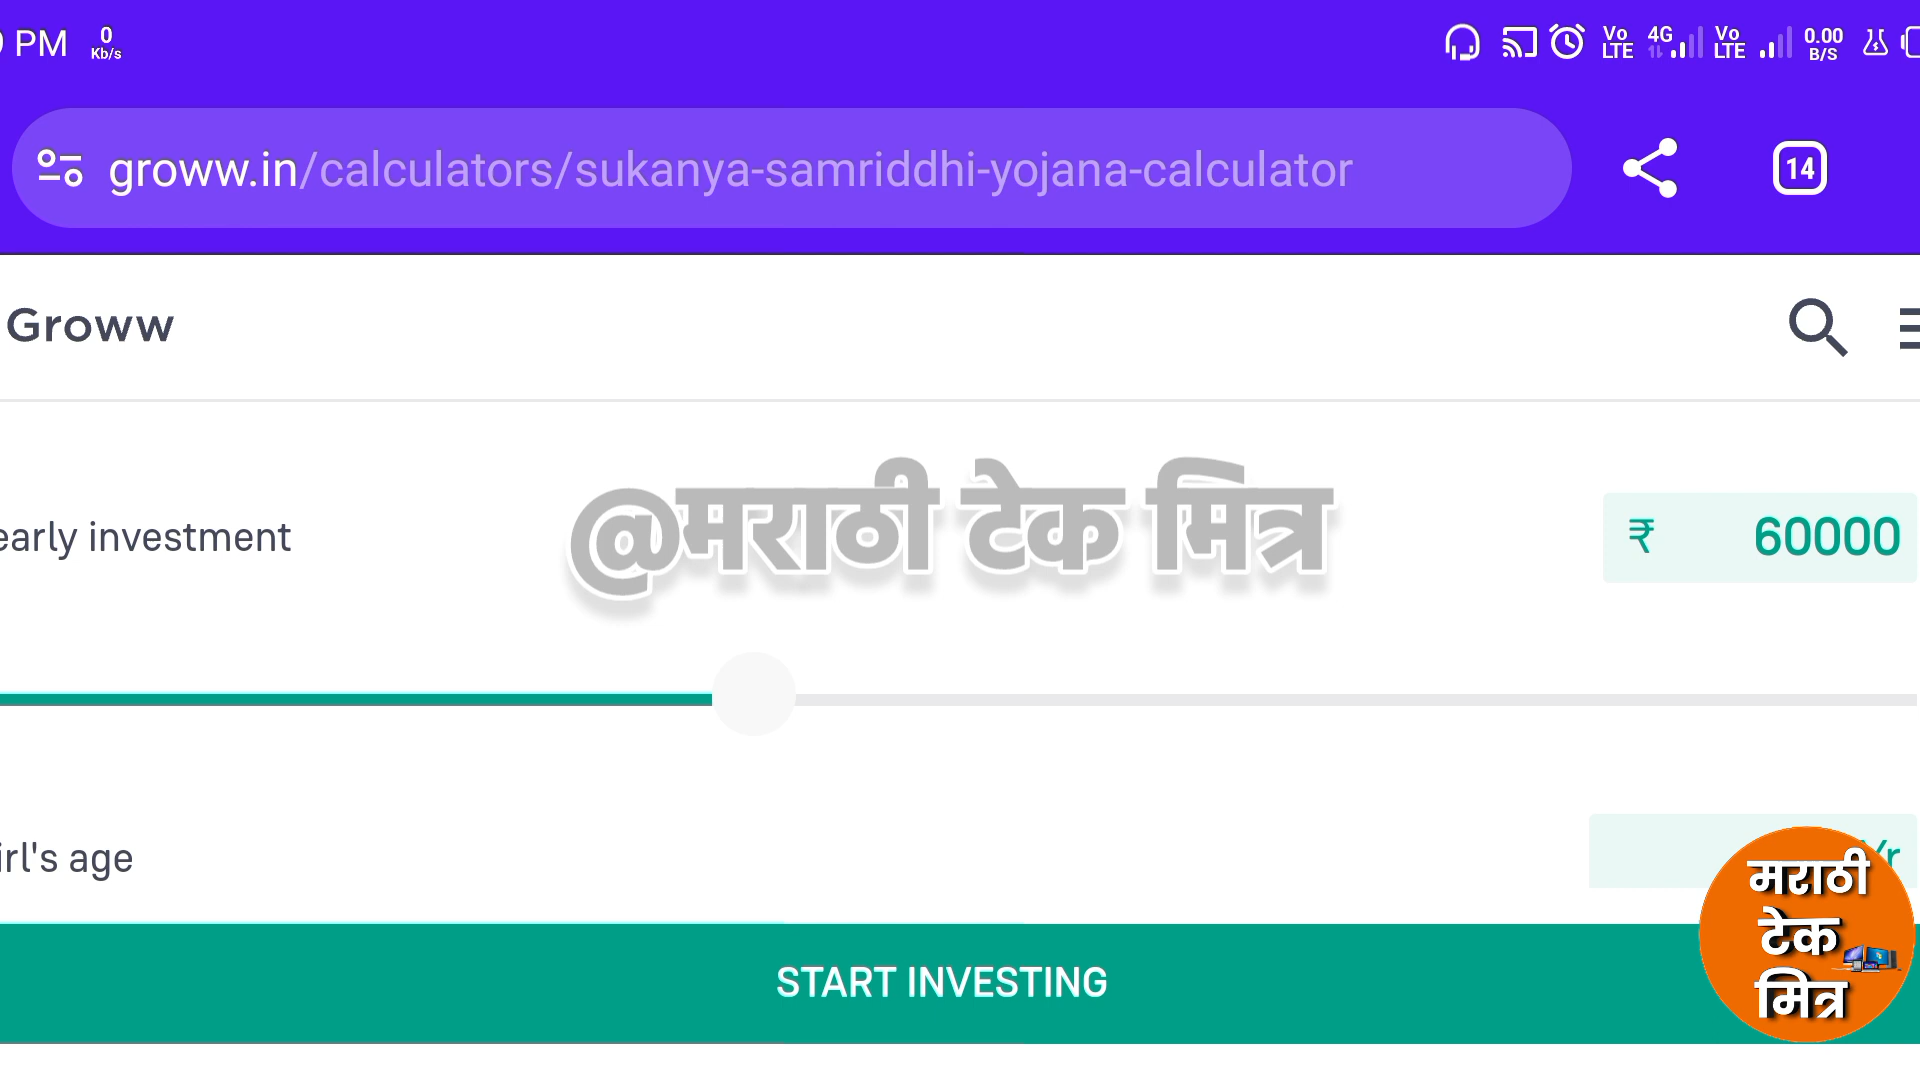 PM 0 Kb/s Vo LTE 4G Vo LTE 0.00 B/S
groww.in/calculators/sukanya-samriddhi-yojana-calculator 14
Groww
@मराठी टेक मित्र
early investment ₹ 60000
irl's age Yr
START INVESTING
मराठी
टेक
मित्र